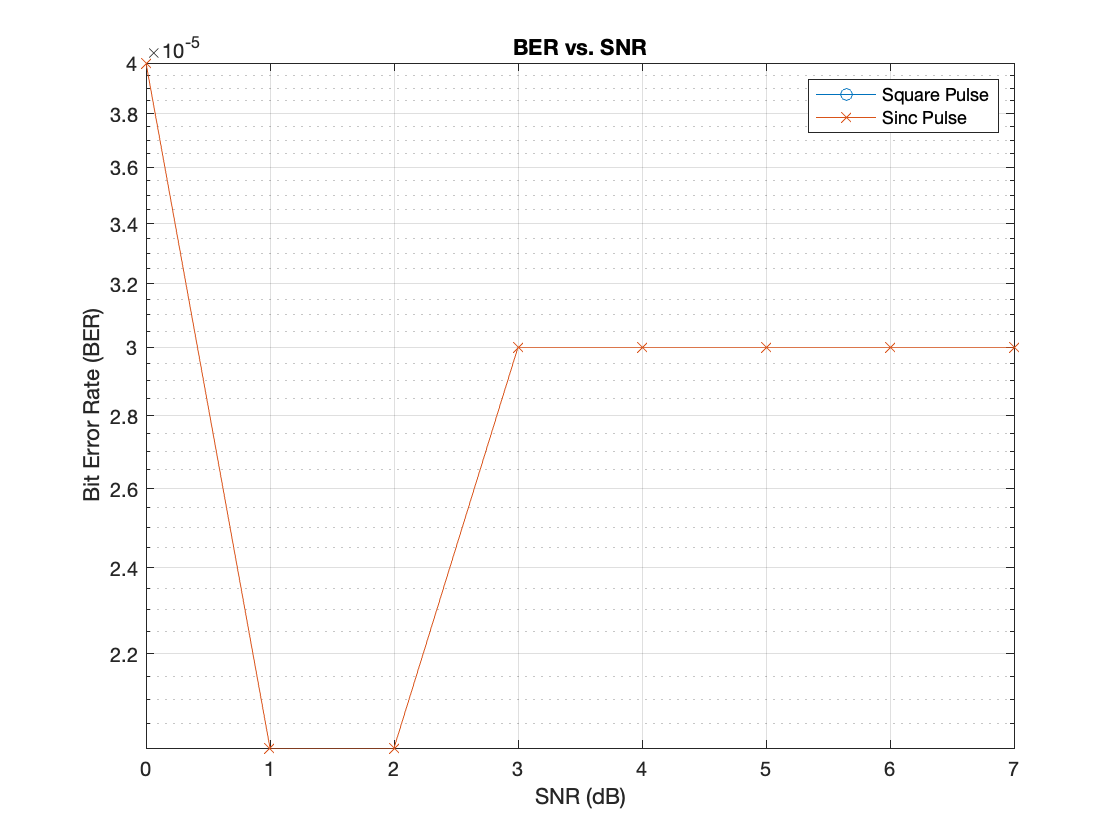 BER vs. SNR
×10-5
4
3.8
3.6
3.4
3.2
3
2.8
2.6
2.4
2.2
Bit Error Rate (BER)
Square Pulse
Sinc Pulse
0 1 2 3 4 5 6 7
SNR (dB)